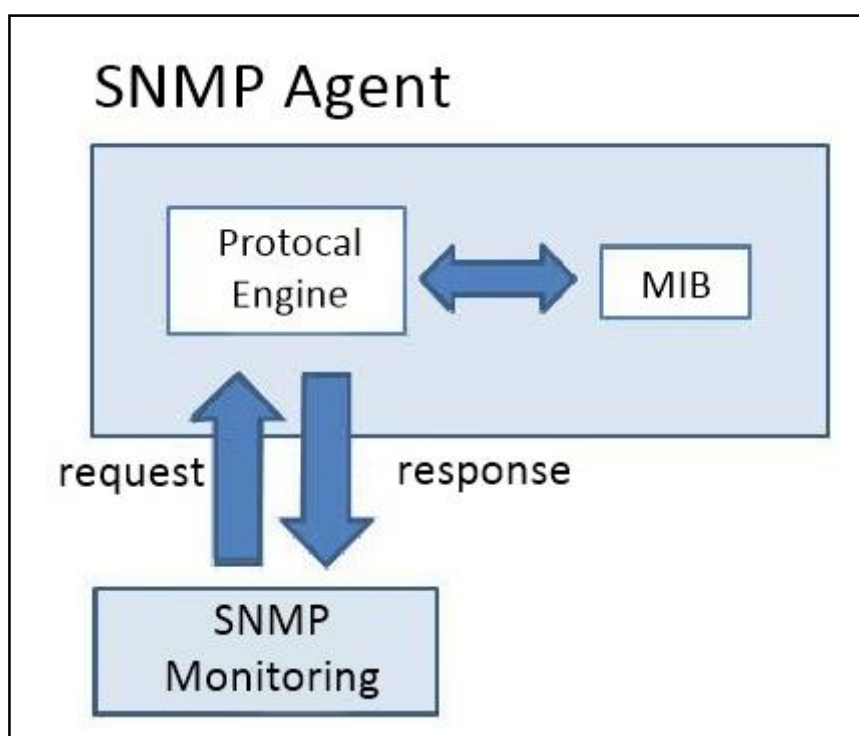 SNMP Agent
Protocal
Engine
MIB
request
response
SNMP
Monitoring